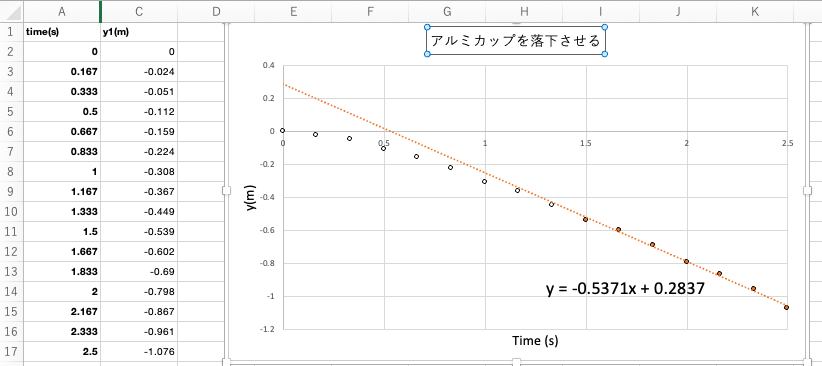 A C D E F G H I J K
1 time(s) y1(m)
2 0 0
3 0.167 -0.024
4 0.333 -0.051
5 0.5 -0.112
6 0.667 -0.159
7 0.833 -0.224
8 1 -0.308
9 1.167 -0.367
10 1.333 -0.449
11 1.5 -0.539
12 1.667 -0.602
13 1.833 -0.69
14 2 -0.798
15 2.167 -0.867
16 2.333 -0.961
17 2.5 -1.076
アルミカップを落下させる
0.4
0.2
0
0 0.5 1 1.5 2 2.5
-0.2
-0.4
-0.6
-0.8
-1
-1.2
y(m)
y = -0.5371x + 0.2837
Time (s)